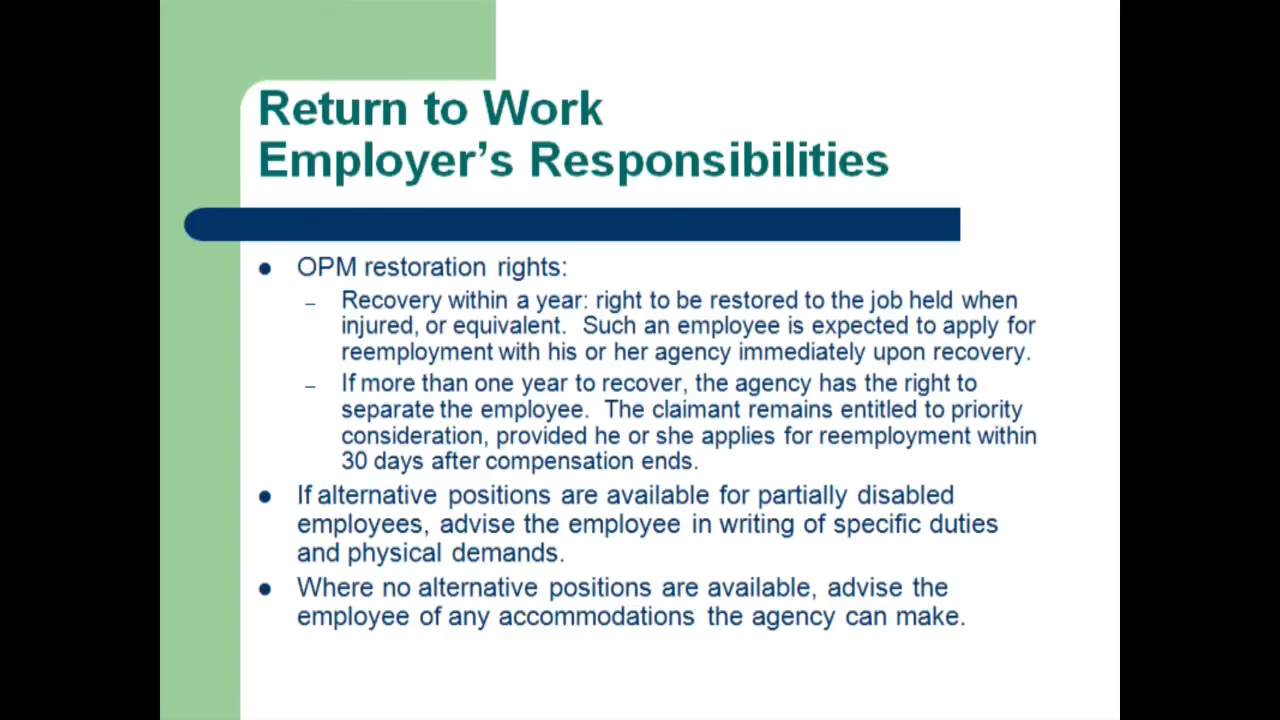 Return to Work
Employer's Responsibilities
● OPM restoration rights:
– Recovery within a year: right to be restored to the job held when
injured, or equivalent.  Such an employee is expected to apply for
reemployment with his or her agency immediately upon recovery.
– If more than one year to recover, the agency has the right to
separate the employee.  The claimant remains entitled to priority
consideration, provided he or she applies for reemployment within
30 days after compensation ends.
● If alternative positions are available for partially disabled
employees, advise the employee in writing of specific duties
and physical demands.
● Where no alternative positions are available, advise the
employee of any accommodations the agency can make.